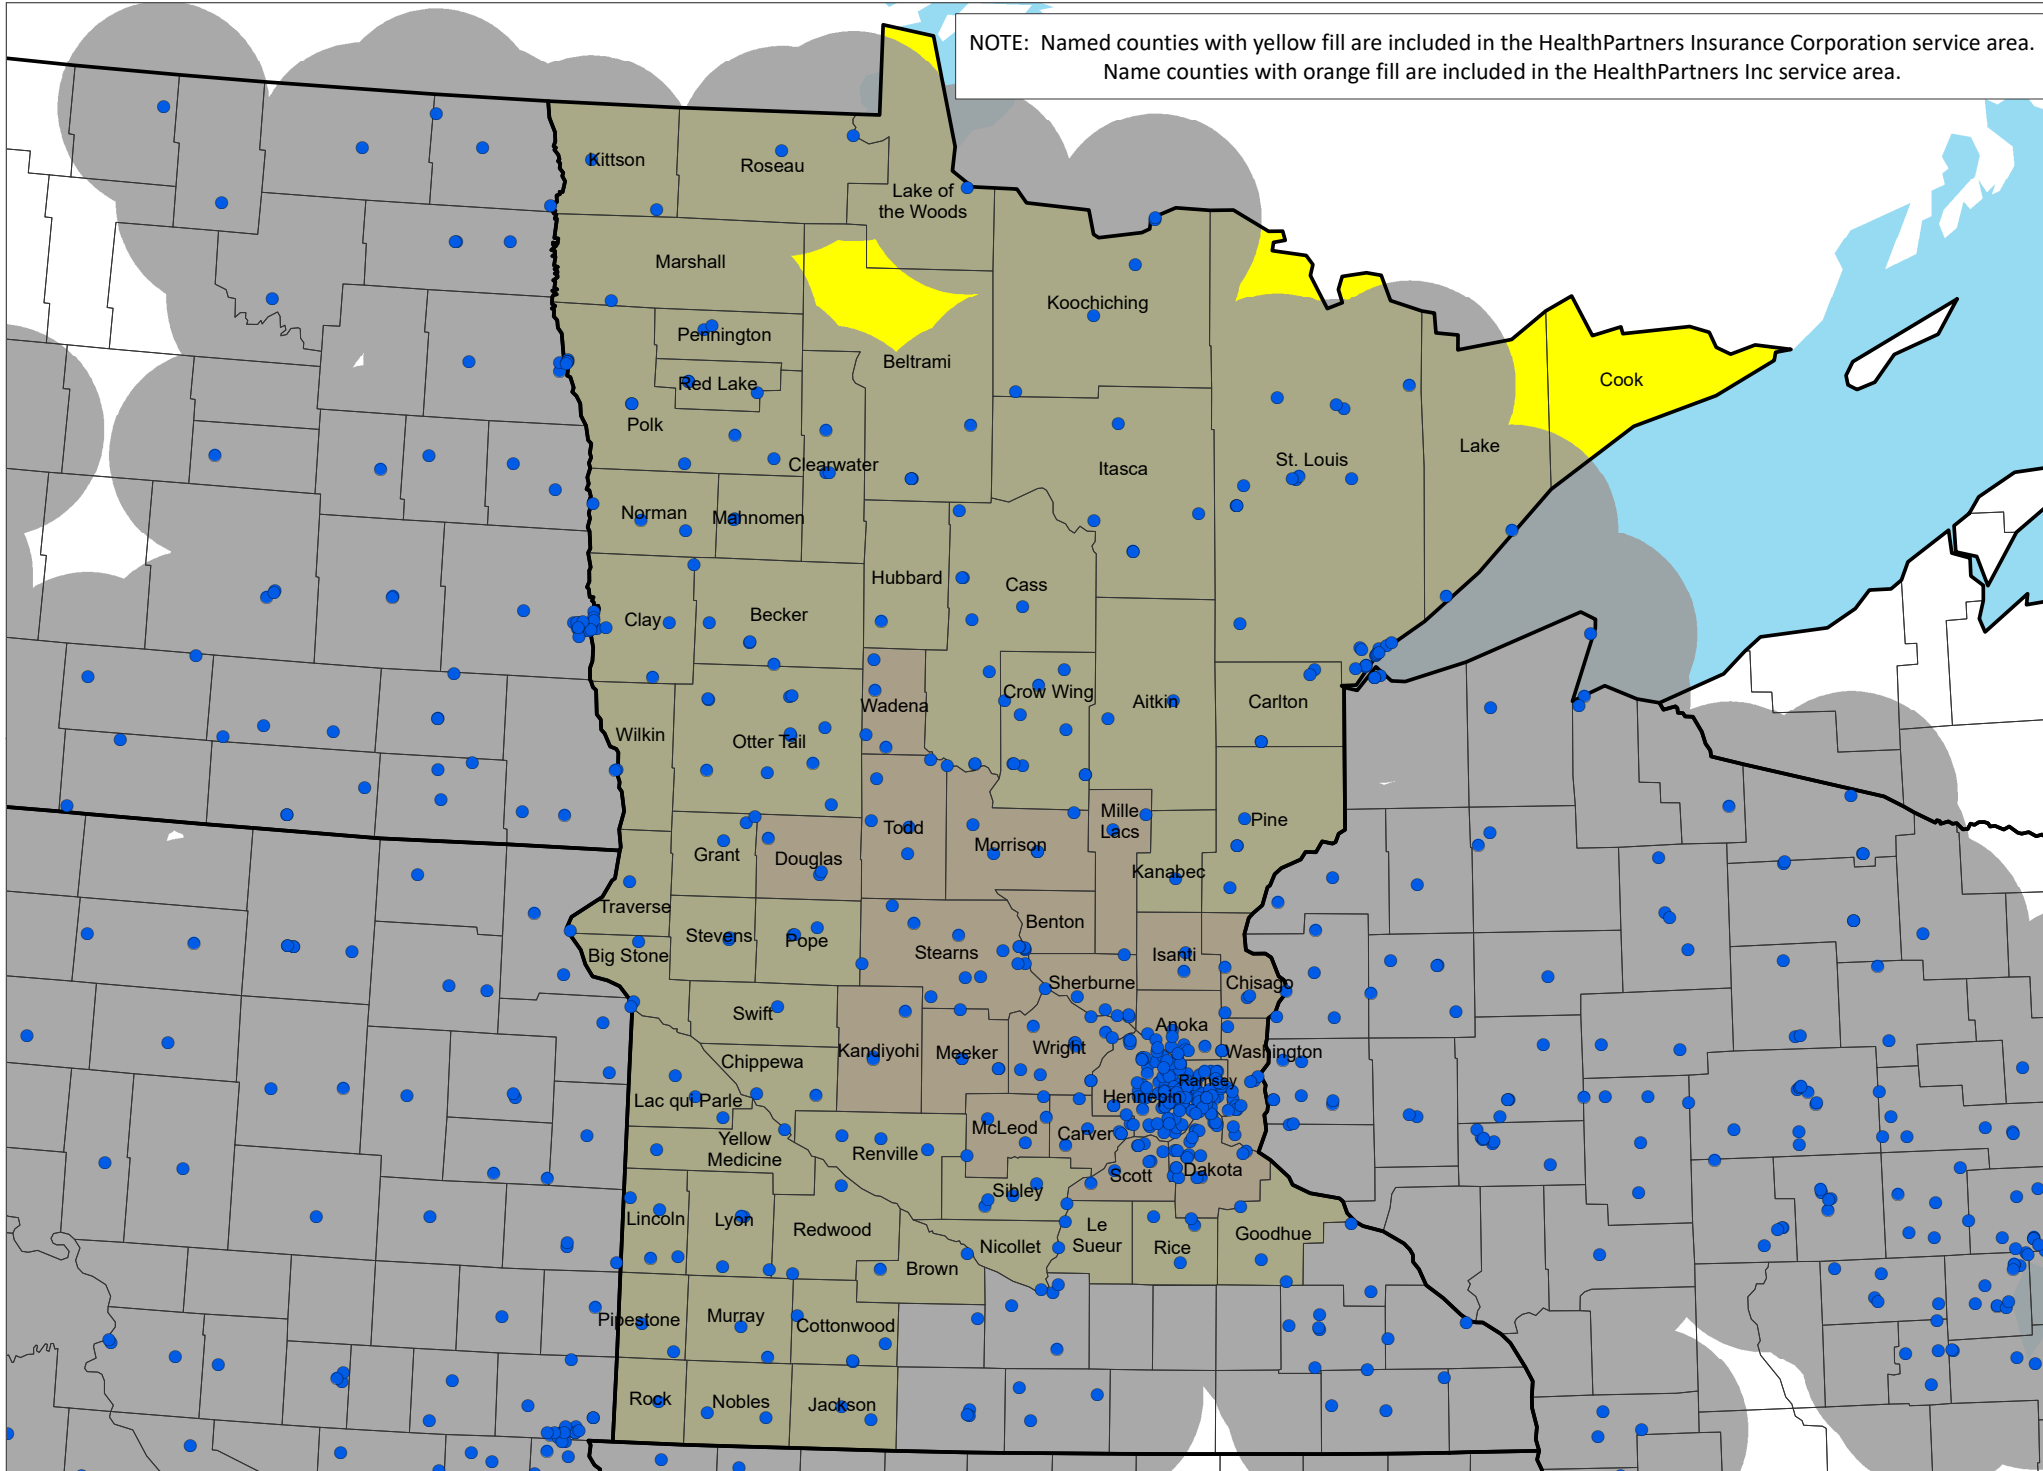 NOTE:  Named counties with yellow fill are included in the HealthPartners Insurance Corporation service area.
Name counties with orange fill are included in the HealthPartners Inc service area.
Kittson
Roseau
Lake of
the Woods
Marshall
Koochiching
Pennington
Beltrami
Red Lake
Cook
Polk
Lake
Clearwater
Itasca
St. Louis
Norman
Mahnomen
Hubbard
Cass
Clay
Becker
Crow Wing
Wadena
Aitkin
Carlton
Wilkin
Otter Tail
Mille
Lacs
Pine
Todd
Morrison
Grant
Douglas
Kanabec
Traverse
Benton
Stevens
Pope
Stearns
Isanti
Big Stone
Sherburne
Chisago
Swift
Anoka
Kandiyohi
Meeker
Wright
Washington
Chippewa
Ramsey
Hennepin
Lac qui Parle
McLeod
Carver
Yellow
Medicine
Renville
Scott
Dakota
Sibley
Lincoln
Lyon
Redwood
Le
Sueur
Goodhue
Nicollet
Rice
Brown
Pipestone
Murray
Cottonwood
Rock
Nobles
Jackson